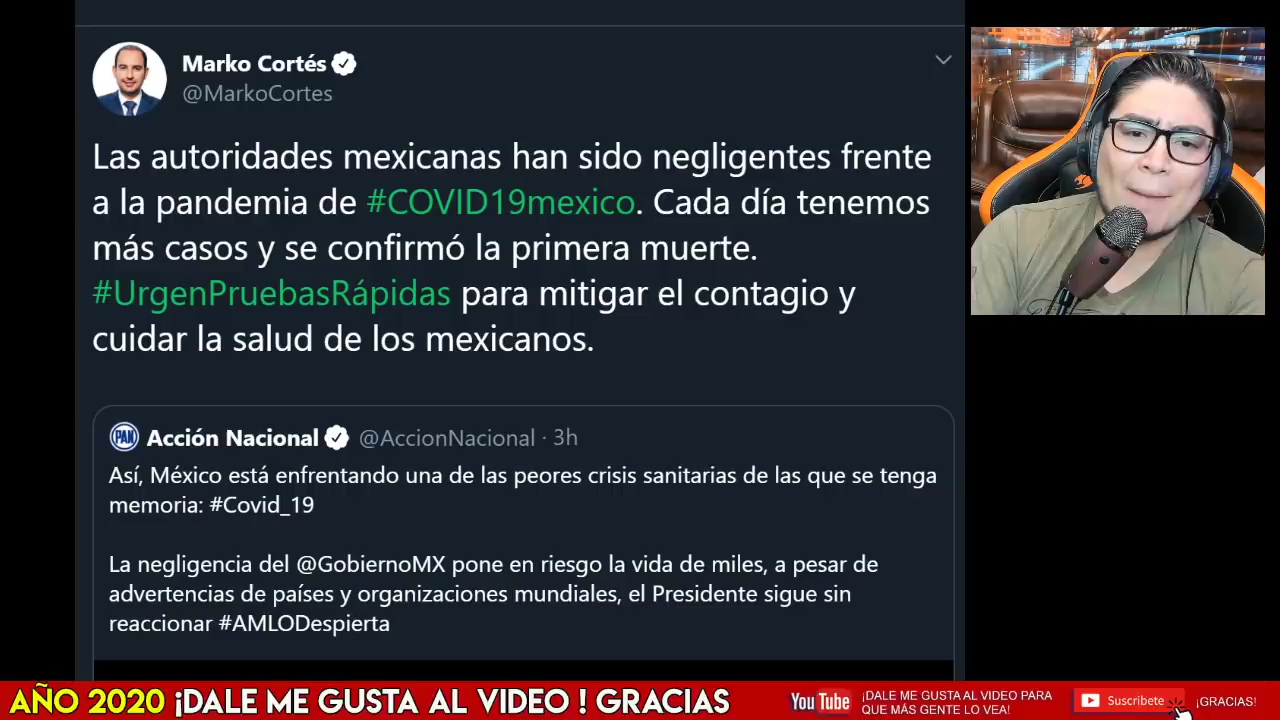 Marko Cortés
@MarkoCortes
Las autoridades mexicanas han sido negligentes frente
a la pandemia de #COVID19mexico. Cada día tenemos
más casos y se confirmó la primera muerte.
#UrgenPruebasRápidas para mitigar el contagio y
cuidar la salud de los mexicanos.
PAN Acción Nacional @AccionNacional · 3h
Así, México está enfrentando una de las peores crisis sanitarias de las que se tenga
memoria: #Covid_19
La negligencia del @GobiernoMX pone en riesgo la vida de miles, a pesar de
advertencias de países y organizaciones mundiales, el Presidente sigue sin
reaccionar #AMLODespierta
AÑO 2020 ¡DALE ME GUSTA AL VIDEO ! GRACIAS
YouTube
¡DALE ME GUSTA AL VIDEO PARA
QUE MÁS GENTE LO VEA!
Suscribete
¡GRACIAS!